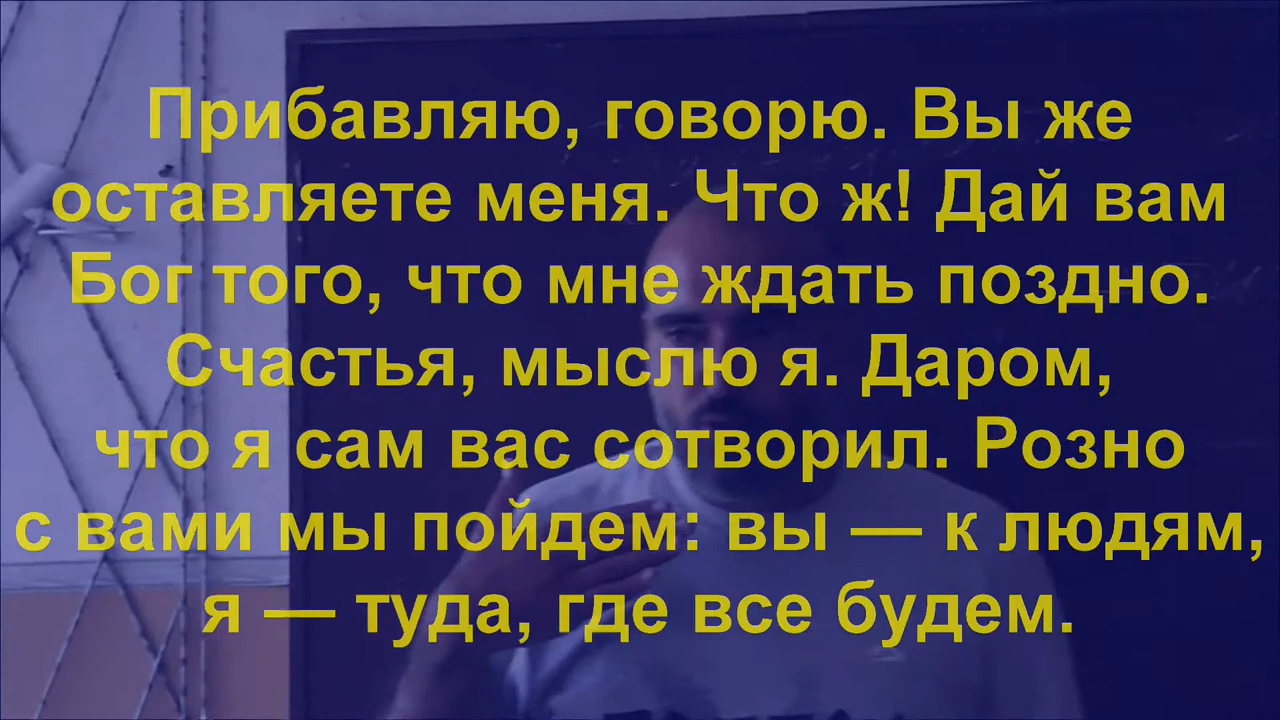 Прибавляю, говорю. Вы же
оставляете меня. Что ж! Дай вам
Бог того, что мне ждать поздно.
Счастья, мыслю я. Даром,
что я сам вас сотворил. Розно
с вами мы пойдем: вы — к людям,
я — туда, где все будем.